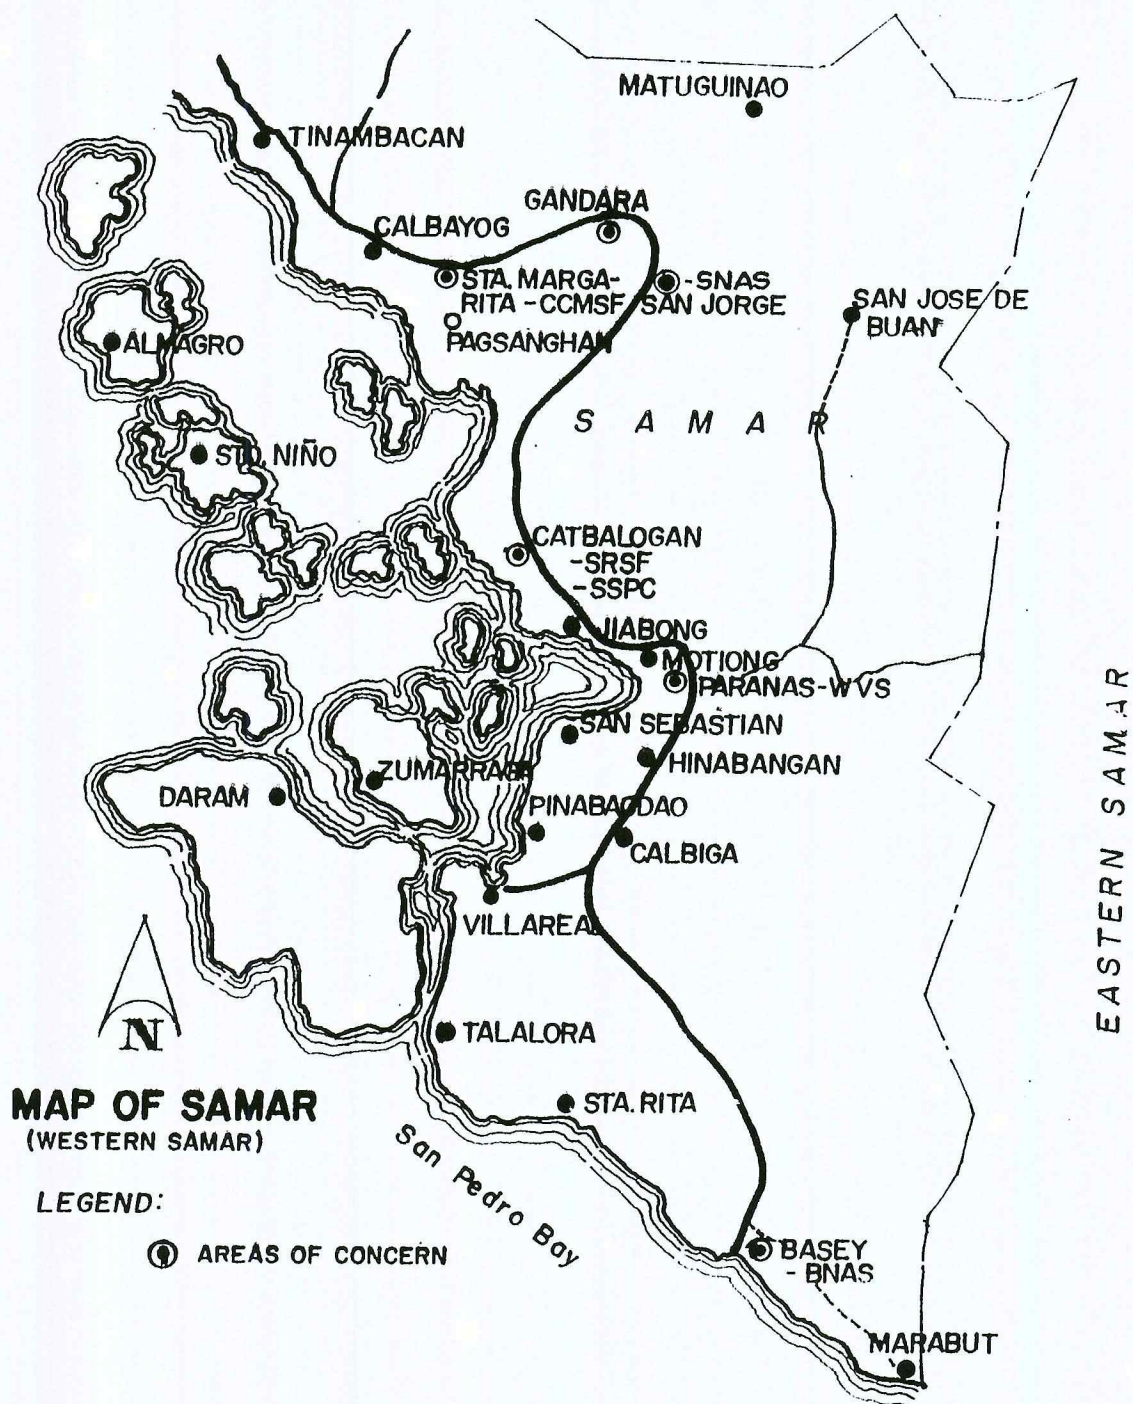 MATUGUINAO
TINAMBACAN
GANDARA
CALBAYOG
STA. MARGA-
RITA - CCMSF
- SNAS
SAN JORGE
SAN JOSE DE
BUAN
PAGSANGHAN
ALMAGRO
SAMAR
STO. NIÑO
CATBALOGAN
- SRSF
- SSPC
JIABONG
MOTIONG
PARANAS - WVS
SAN SEBASTIAN
HINABANGAN
ZUMARRAGA
DARAM
PINABACDAO
CALBIGA
VILLAREAL
EASTERN SAMAR
N
TALALORA
MAP OF SAMAR
(WESTERN SAMAR)
STA. RITA
San Pedro Bay
LEGEND:
AREAS OF CONCERN
BASEY
- BNAS
MARABUT